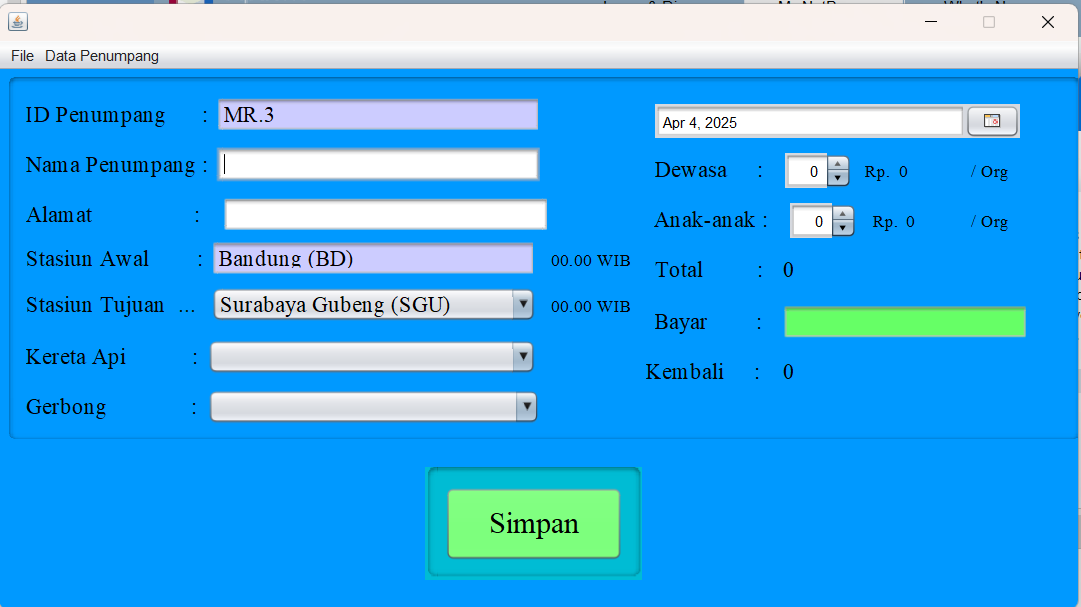 File Data Penumpang
ID Penumpang : MR.3
Nama Penumpang :
Alamat :
Stasiun Awal : Bandung (BD) 00.00 WIB
Stasiun Tujuan ... Surabaya Gubeng (SGU) 00.00 WIB
Kereta Api :
Gerbong :
Apr 4, 2025
Dewasa : 0 Rp. 0 / Org
Anak-anak : 0 Rp. 0 / Org
Total : 0
Bayar :
Kembali : 0
Simpan